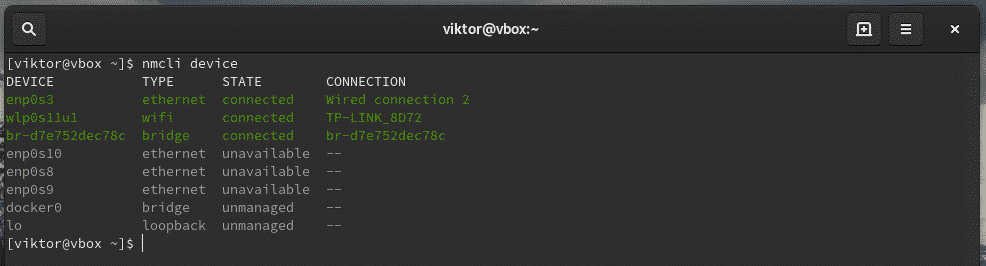 viktor@vbox:~
[viktor@vbox ~]$ nmcli device
DEVICE TYPE STATE CONNECTION
enp0s3 ethernet connected Wired connection 2
wlp0s11u1 wifi connected TP-LINK_8D72
br-d7e752dec78c bridge connected br-d7e752dec78c
enp0s10 ethernet unavailable --
enp0s8 ethernet unavailable --
enp0s9 ethernet unavailable --
docker0 bridge unmanaged --
lo loopback unmanaged --
[viktor@vbox ~]$